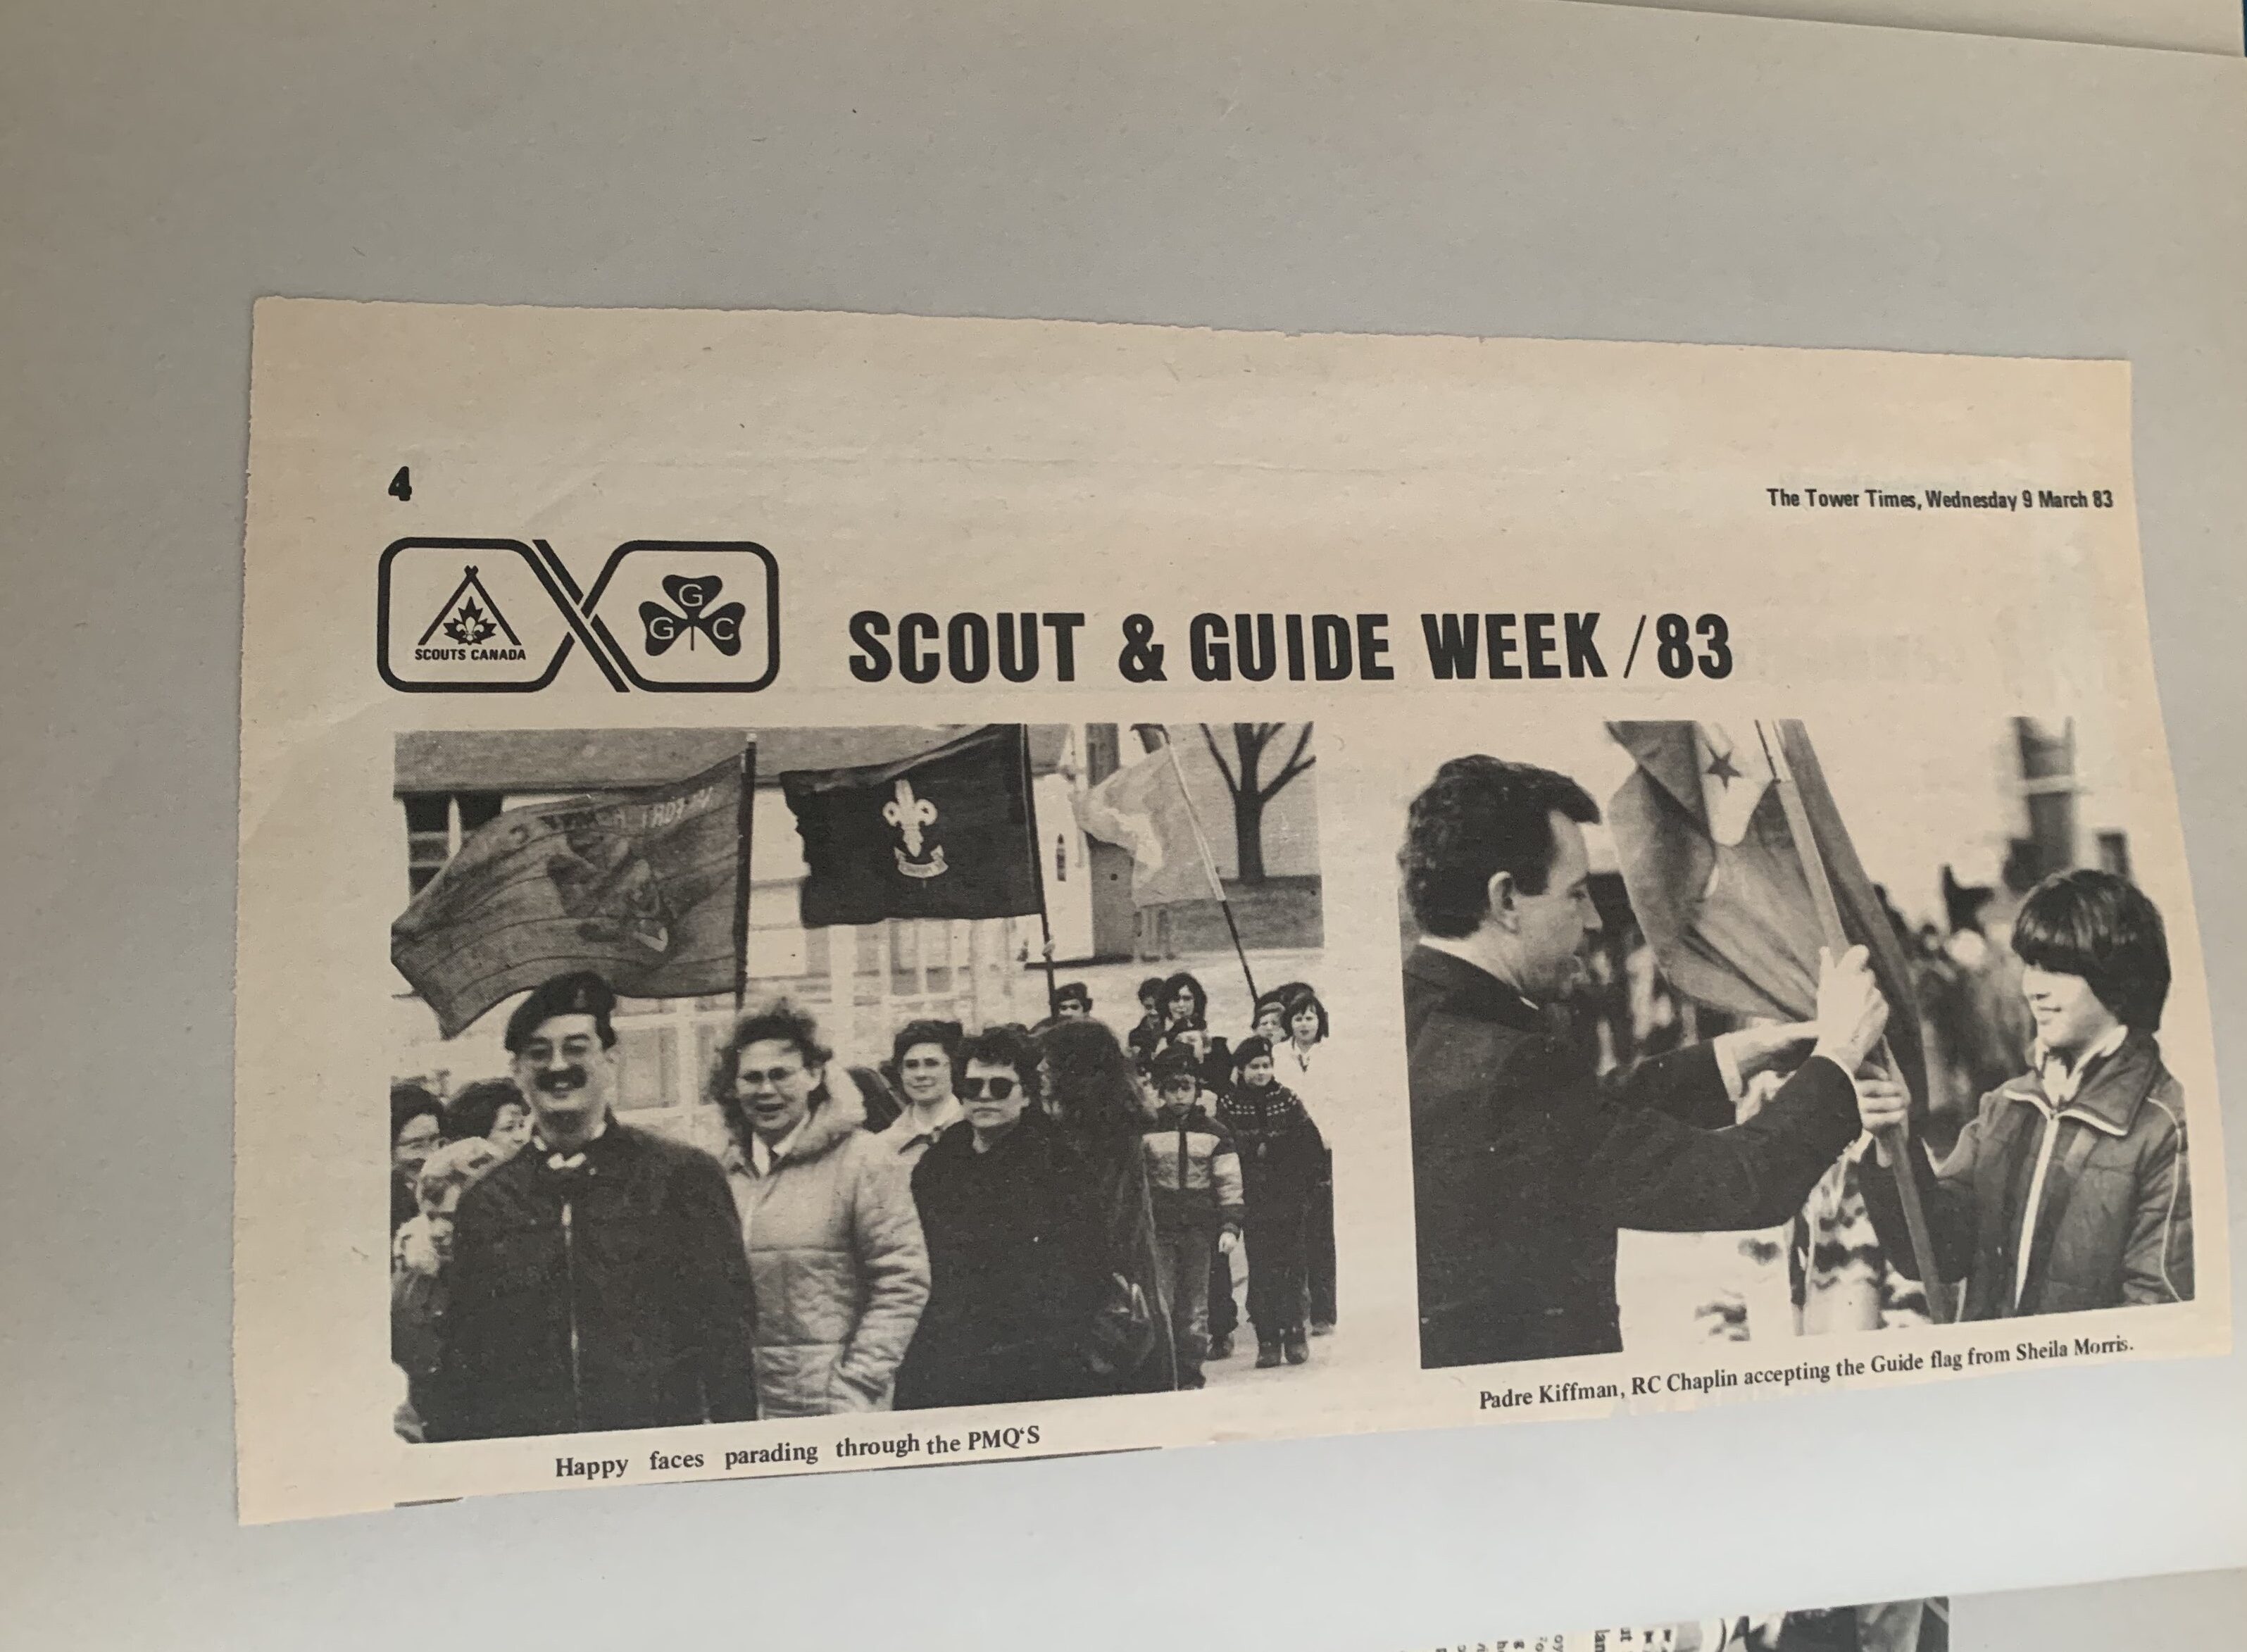 4
The Tower Times, Wednesday 9 March 83
SCOUTS CANADA
G
G C
SCOUT & GUIDE WEEK /83
Happy faces parading through the PMQ'S
Padre Kiffman, RC Chaplin accepting the Guide flag from Sheila Morris.